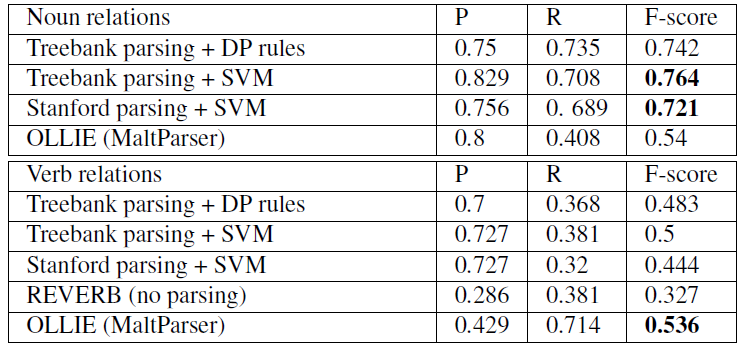 Noun relations P R F-score
Treebank parsing + DP rules 0.75 0.735 0.742
Treebank parsing + SVM 0.829 0.708 0.764
Stanford parsing + SVM 0.756 0. 689 0.721
OLLIE (MaltParser) 0.8 0.408 0.54
Verb relations P R F-score
Treebank parsing + DP rules 0.7 0.368 0.483
Treebank parsing + SVM 0.727 0.381 0.5
Stanford parsing + SVM 0.727 0.32 0.444
REVERB (no parsing) 0.286 0.381 0.327
OLLIE (MaltParser) 0.429 0.714 0.536